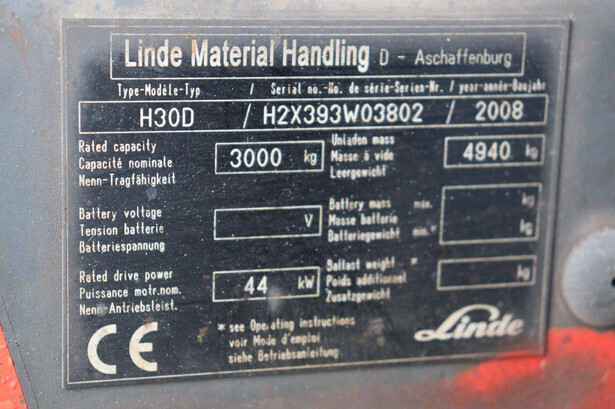 Linde Material Handling D - Aschaffenburg
Type-Modèle-Typ / Serial no.-No. de série-Serien-Nr. / year-année-Baujahr
H30D / H2X393W03802 / 2008
Rated capacity
Capacité nominale
Nenn-Tragfähigkeit
3000 kg
Unladen mass
Masse à vide
Leergewicht
4940 kg
Battery voltage
Tension batterie
Batteriespannung
V
Battery mass max.
Masse batterie
Batteriegewicht min.*
kg
kg
Rated drive power
Puissance motr.nom.
Nenn-Antriebsleist.
44 kW
Ballast weight *
Poids additionnel
Zusatzgewicht
kg
CE
* see Operating instructions
voir Mode d'emploi
siehe Betriebsanleitung
Linde